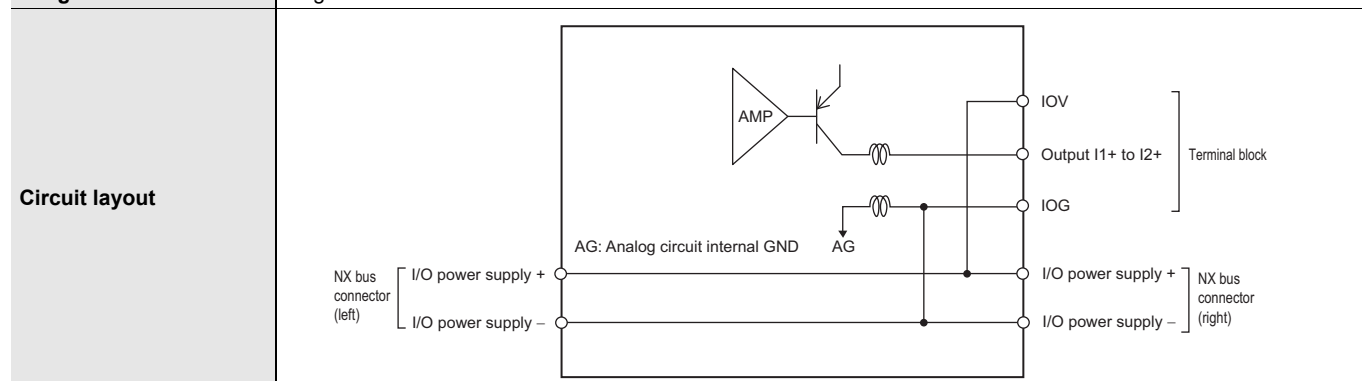 Circuit layout
AMP
IOV
Output I1+ to I2+
Terminal block
IOG
AG: Analog circuit internal GND
AG
NX bus
connector
(left)
I/O power supply +
I/O power supply –
I/O power supply +
I/O power supply –
NX bus
connector
(right)